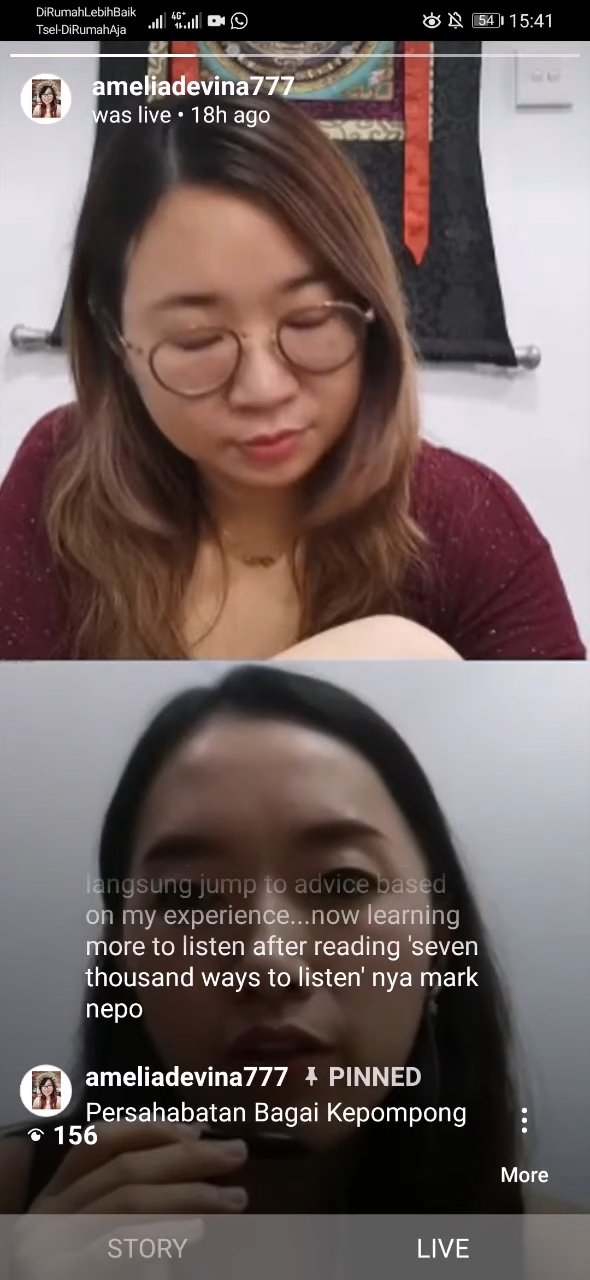 DiRumahLebihBaik
Tsel-DiRumahAja
4G+
54
15:41
ameliadevina777
was live • 18h ago
langsung jump to advice based
on my experience...now learning
more to listen after reading 'seven
thousand ways to listen' nya mark
nepo
ameliadevina777 PINNED
Persahabatan Bagai Kepompong
156
More
STORY
LIVE